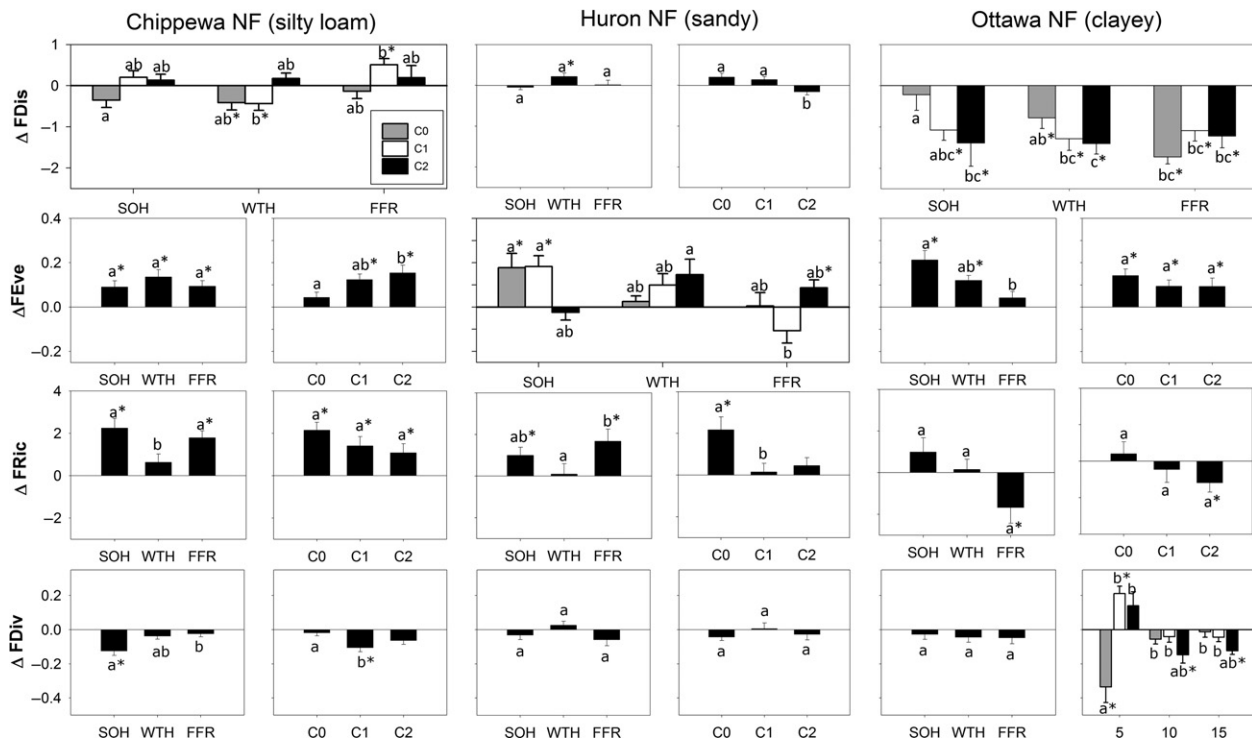 Chippewa NF (silty loam) Huron NF (sandy) Ottawa NF (clayey)
Δ FDis
1
0
−1
−2
a ab ab ab* b* ab ab b* ab
C0
C1
C2
a a* a
a a b
a abc* bc* ab* bc* c* bc* bc* bc*
SOH WTH FFR
SOH WTH FFR
C0 C1 C2
SOH WTH FFR
ΔFEve
0.4
0.2
0.0
−0.2
a* a* a*
a ab* b*
a* a* ab ab ab a ab b ab*
a* ab* b
a* a* a*
SOH WTH FFR
C0 C1 C2
SOH WTH FFR
SOH WTH FFR
C0 C1 C2
Δ FRic
4
2
0
−2
a* b a*
a* a* a*
ab* a b*
a* b
a a a*
a a a*
SOH WTH FFR
C0 C1 C2
SOH WTH FFR
C0 C1 C2
SOH WTH FFR
C0 C1 C2
Δ FDiv
0.2
0.0
−0.2
−0.4
a* ab b
a b*
a a a
a a a
a a a
a* b* b b b ab* b b ab*
SOH WTH FFR
C0 C1 C2
SOH WTH FFR
C0 C1 C2
SOH WTH FFR
5 10 15